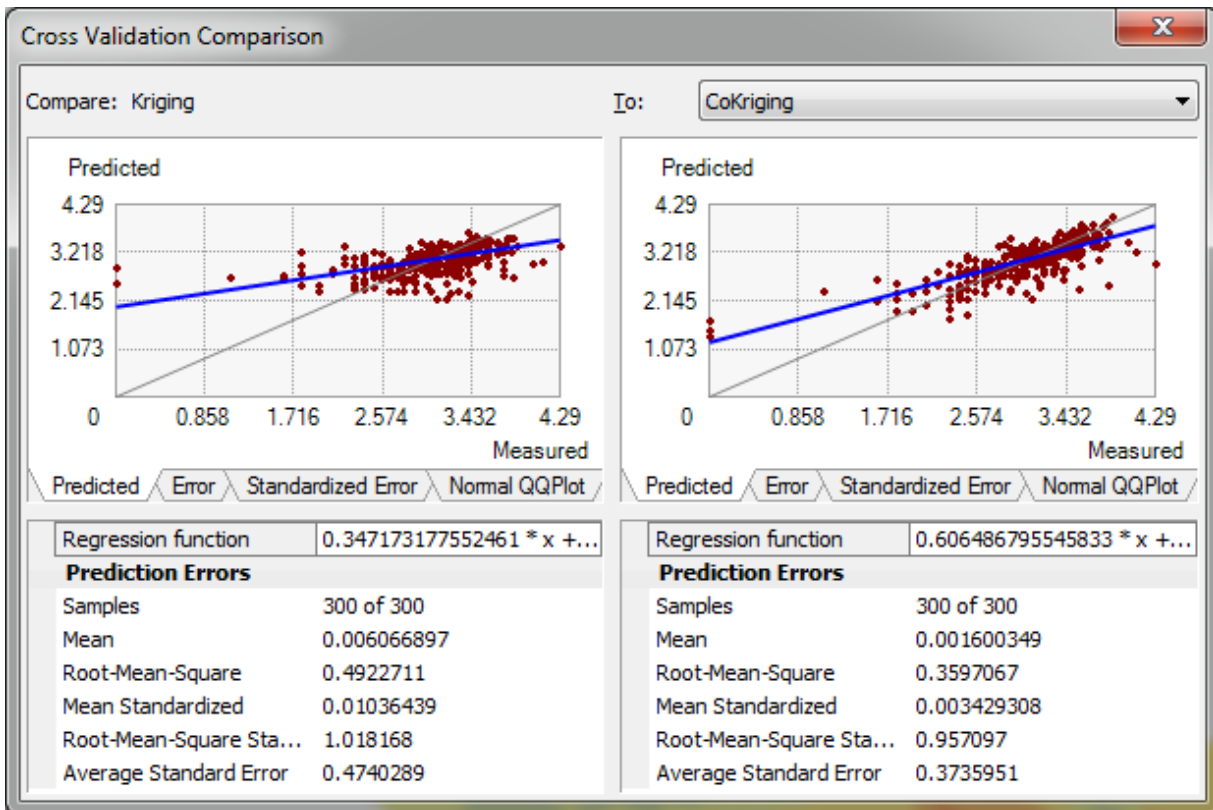 Cross Validation Comparison
Compare: Kriging
To: CoKriging
Predicted
4.29
3.218
2.145
1.073
0 0.858 1.716 2.574 3.432 4.29
Measured
Predicted Error Standardized Error Normal QQPlot
Regression function 0.347173177552461 * x +...
Prediction Errors
Samples 300 of 300
Mean 0.006066897
Root-Mean-Square 0.4922711
Mean Standardized 0.01036439
Root-Mean-Square Sta... 1.018168
Average Standard Error 0.4740289
Predicted
4.29
3.218
2.145
1.073
0 0.858 1.716 2.574 3.432 4.29
Measured
Predicted Error Standardized Error Normal QQPlot
Regression function 0.606486795545833 * x +...
Prediction Errors
Samples 300 of 300
Mean 0.001600349
Root-Mean-Square 0.3597067
Mean Standardized 0.003429308
Root-Mean-Square Sta... 0.957097
Average Standard Error 0.3735951